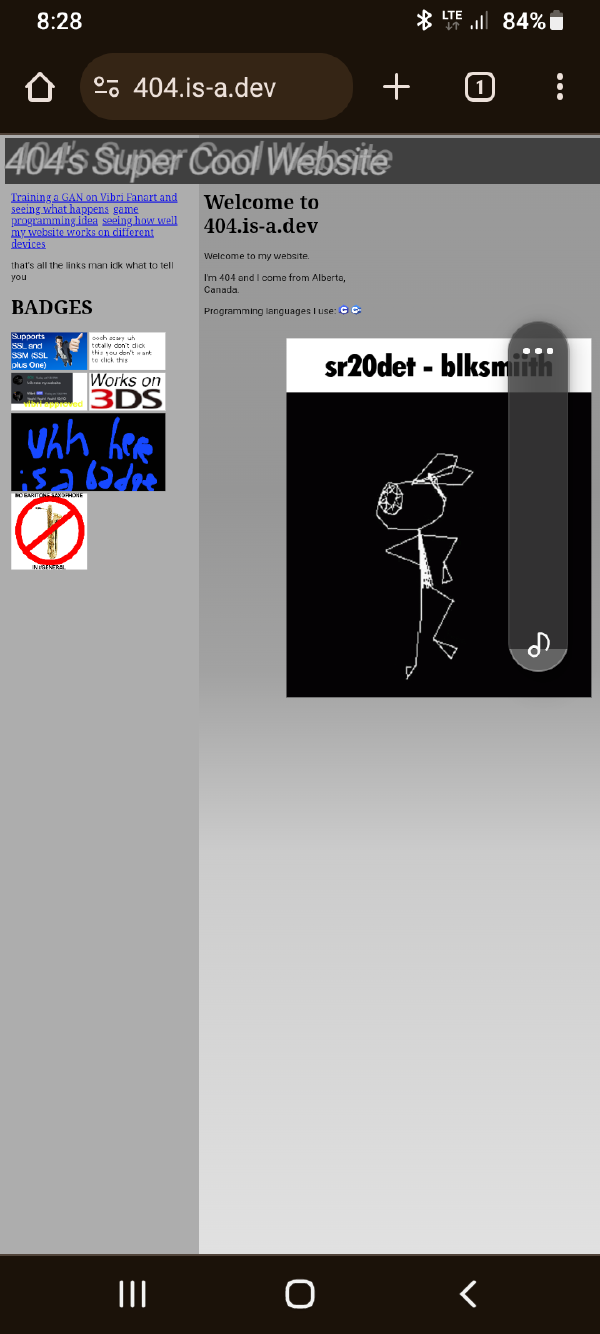 8:28
LTE
84%
404.is-a.dev
1
404's Super Cool Website
Training a GAN on Vibri Fanart and
seeing what happens game
programming idea seeing how well
my website works on different
devices
that's all the links man idk what to tell
you
BADGES
Supports
SSL and
SSM (SSL
plus One)
oooh scary uh
totally don't click
this you don't want
to click this
vibri approved
Works on
3DS
uhh here
is a badge
NO BARITONE SAXOPHONE
IN GENERAL
Welcome to
404.is-a.dev
Welcome to my website.
I'm 404 and I come from Alberta,
Canada.
Programming languages I use:
sr20det - blksmiith